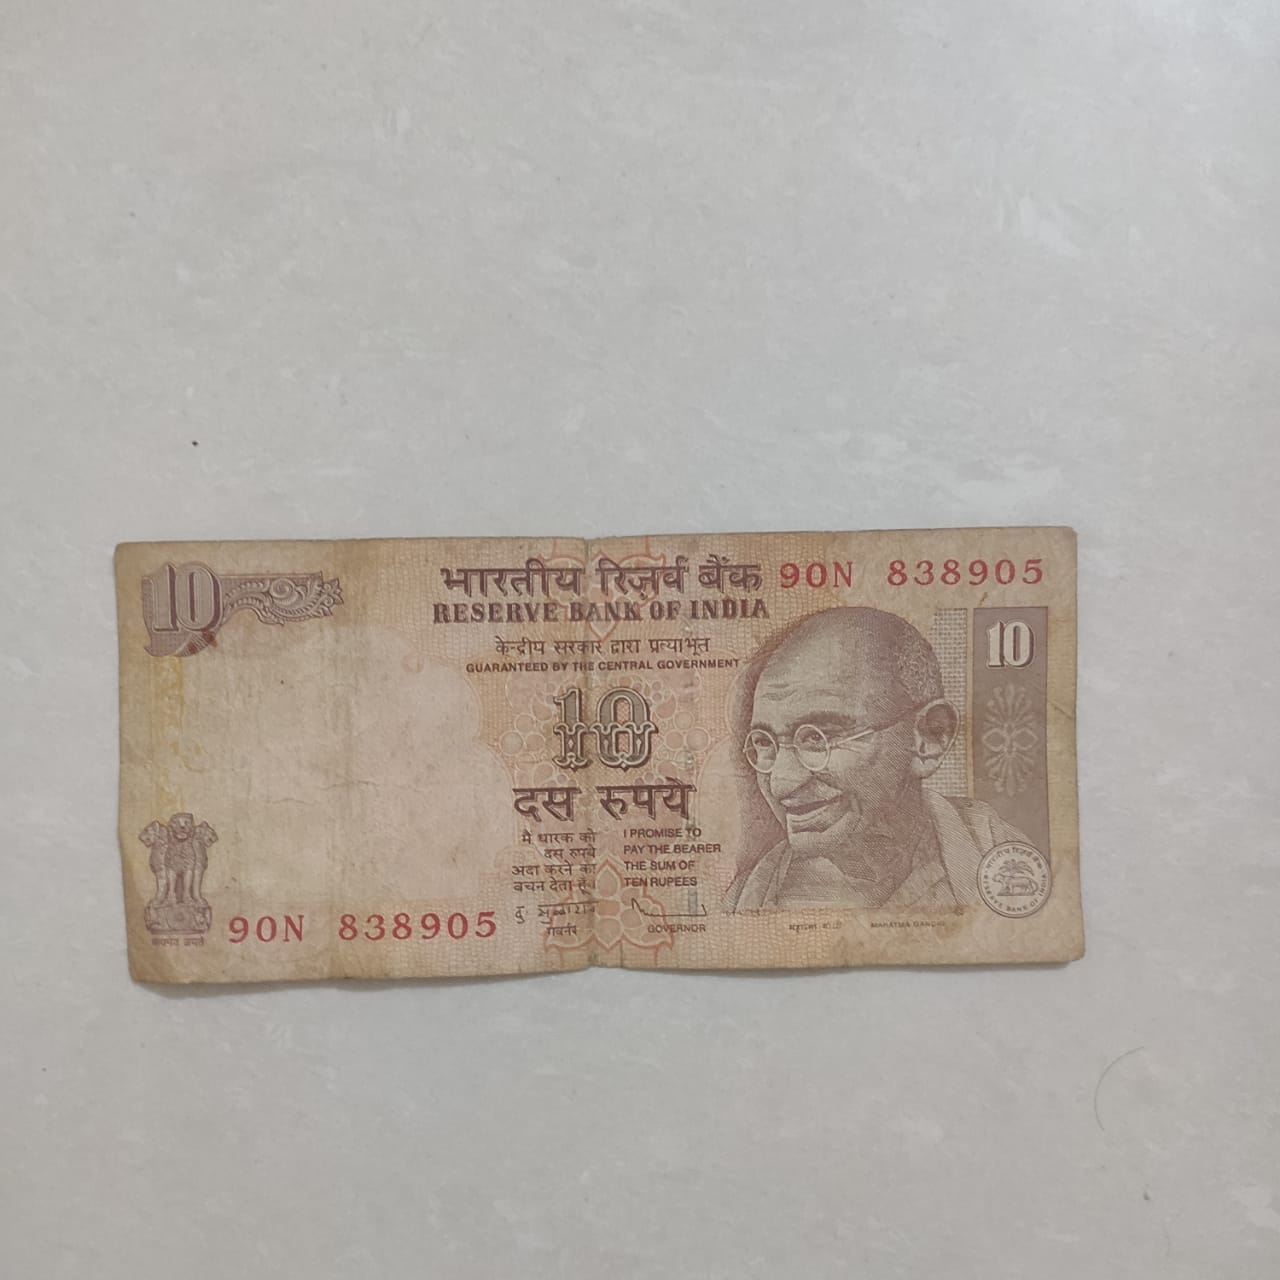 10
भारतीय रिज़र्व बैंक
90N 838905
RESERVE BANK OF INDIA
केन्द्रीय सरकार द्वारा प्रत्याभूत
GUARANTEED BY THE CENTRAL GOVERNMENT
10
10
दस रुपये
मैं धारक को
दस रुपये
अदा करने का
वचन देता हूँ।
I PROMISE TO
PAY THE BEARER
THE SUM OF
TEN RUPEES
गवर्नर
GOVERNOR
90N 838905
सत्यमेव जयते
महात्मा गांधी
MAHATMA GANDHI
भारतीय रिज़र्व बैंक
RESERVE BANK OF INDIA